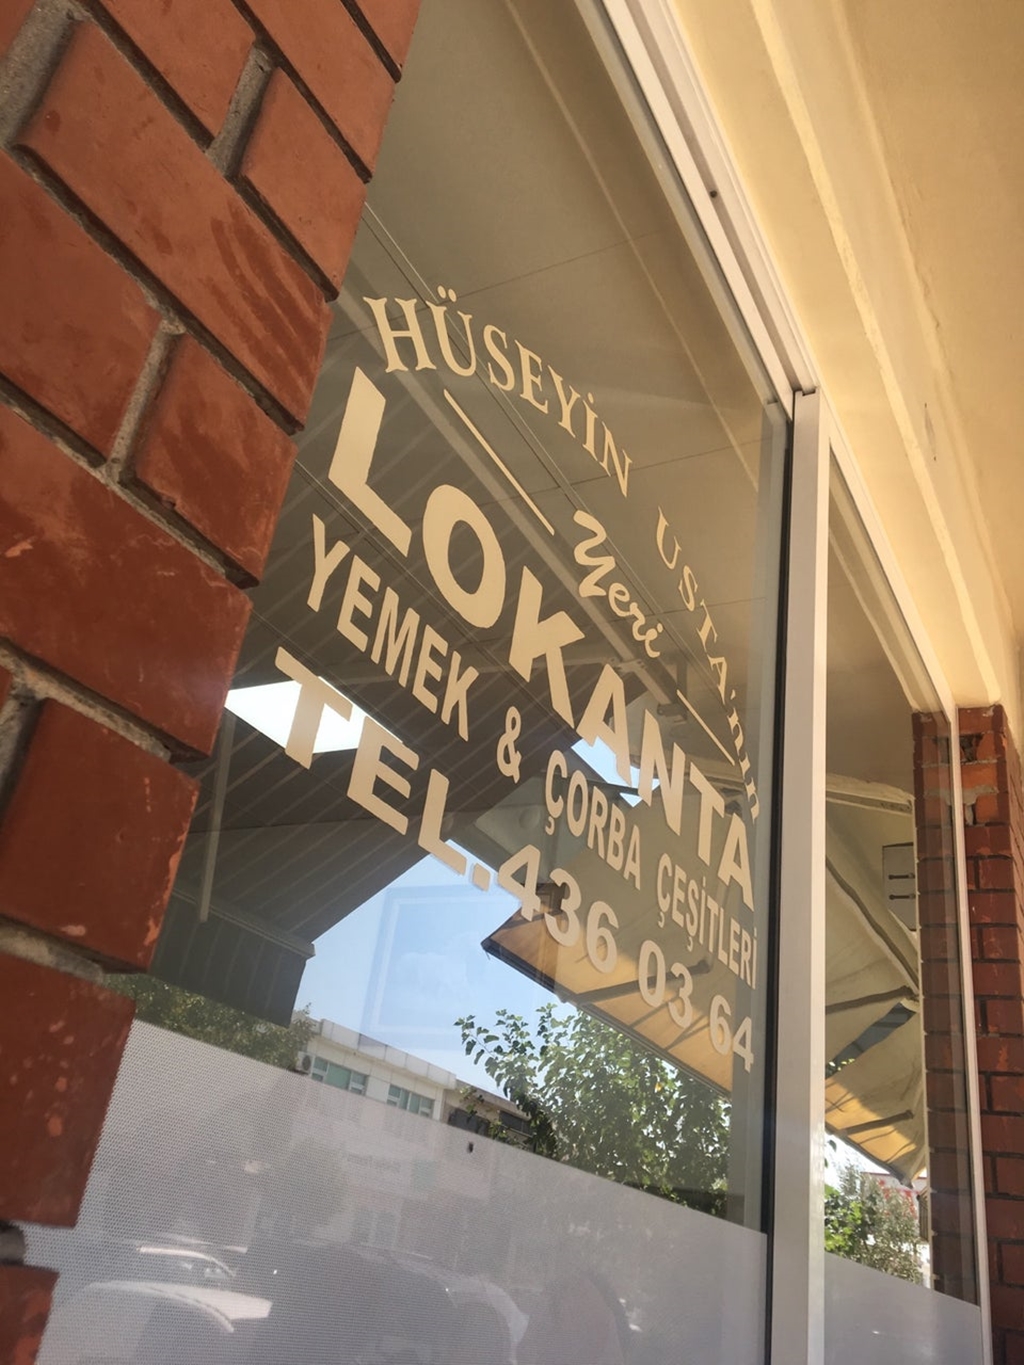 HÜSEYİN USTA'nın
Yeri
LOKANTA
YEMEK & ÇORBA ÇEŞİTLERİ
TEL.436 03 64